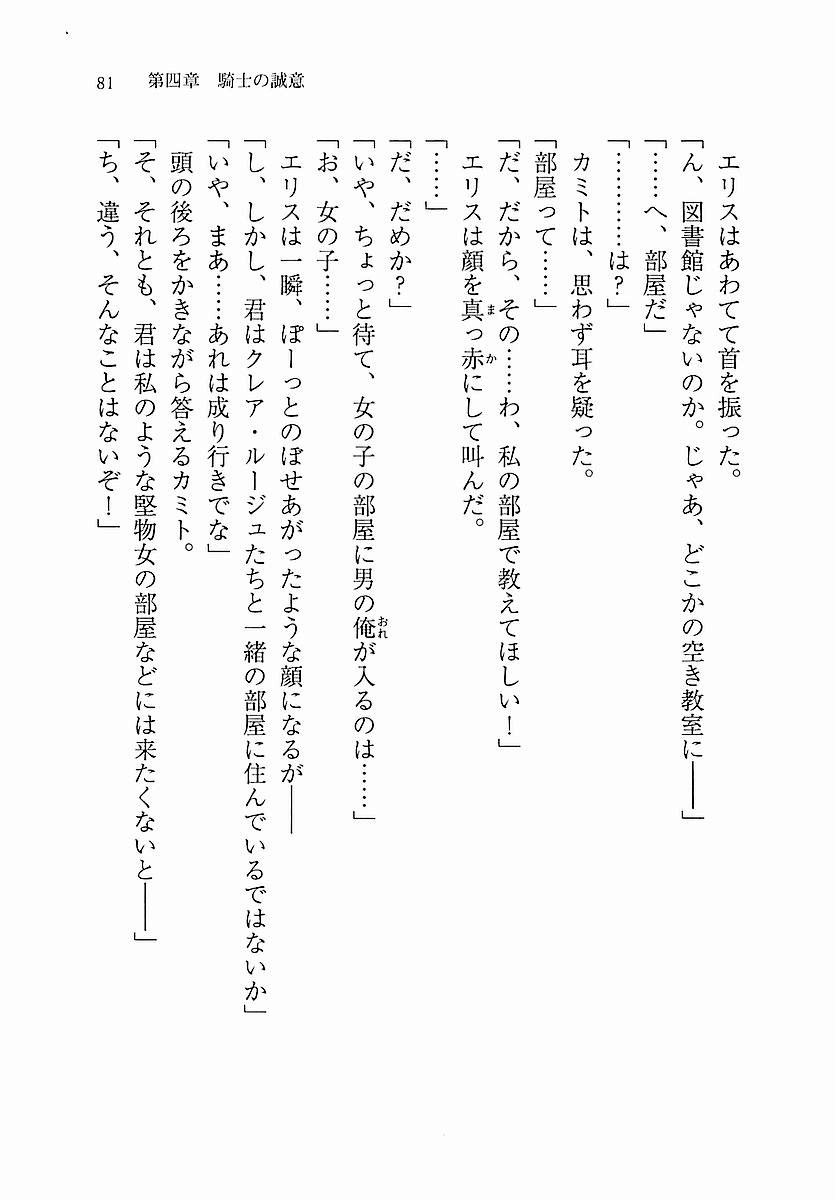 81　第四章　騎士の誠意
　エリスはあわてて首を振った。
「ん、図書館じゃないのか。じゃあ、どこかの空き教室に――」
「……へ、部屋だ」
「…………は？」
　カミトは、思わず耳を疑った。
「部屋って……」
「だ、だから、その……わ、私の部屋で教えてほしい！」
　エリスは顔を真っ赤にして叫んだ。
「……」
「だ、だめか？」
「いや、ちょっと待て、女の子の部屋に男の俺が入るのは……」
「お、女の子……」
　エリスは一瞬、ぽーっとのぼせあがったような顔になるが――
「し、しかし、君はクレア・ルージュたちと一緒の部屋に住んでいるではないか」
「いや、まあ……あれは成り行きでな」
　頭の後ろをかきながら答えるカミト。
「そ、それとも、君は私のような堅物女の部屋などには来たくないと――」
「ち、違う、そんなことはないぞ！」